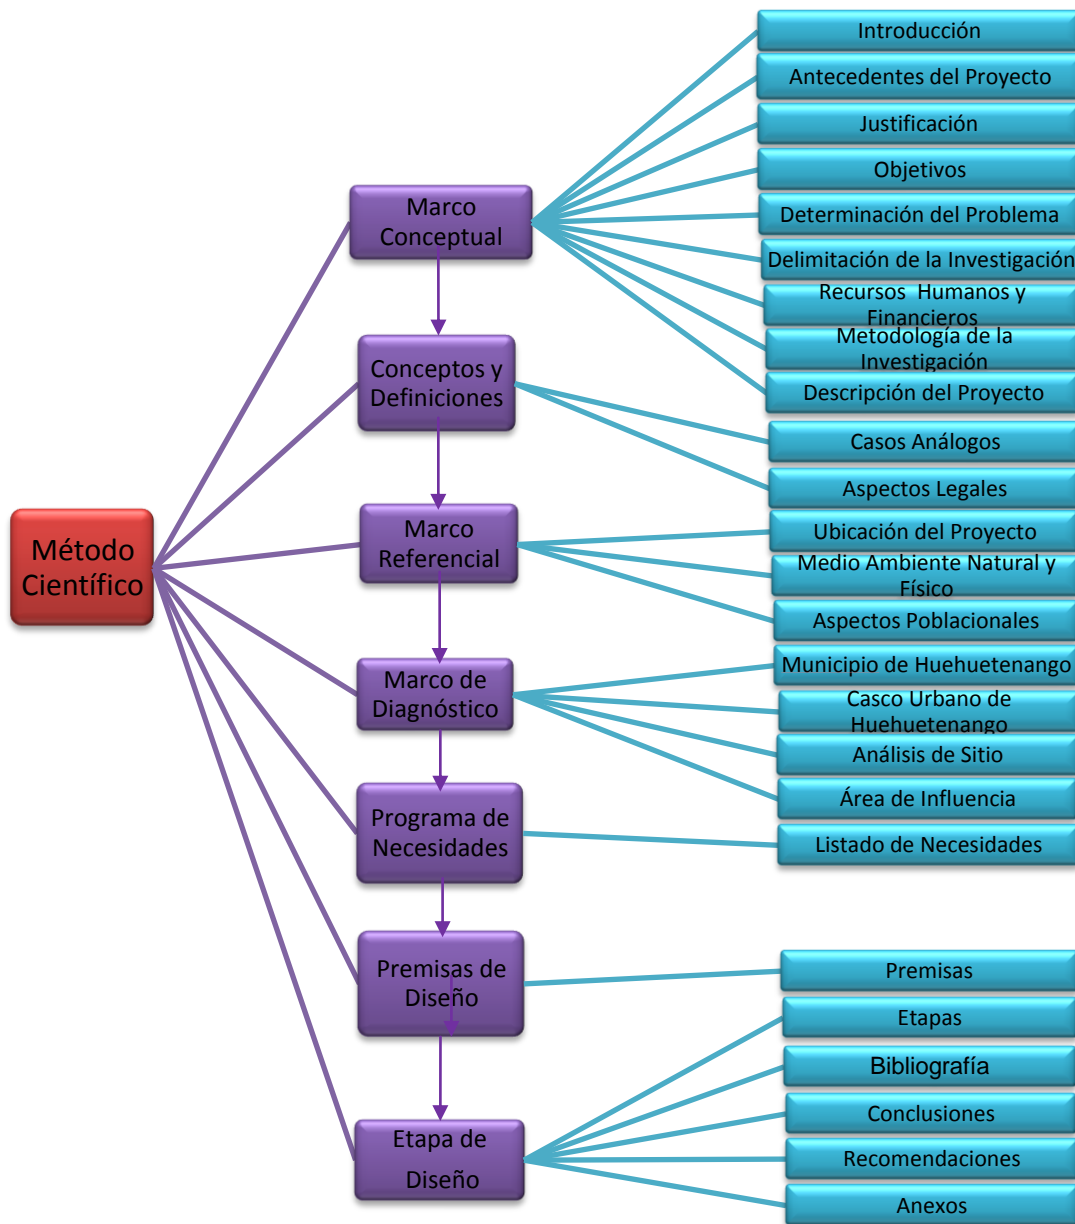 Introducción
Antecedentes del Proyecto
Justificación
Objetivos
Marco
Conceptual
Determinación del Problema
Delimitación de la Investigación
Recursos Humanos y
Financieros
Metodología de la
Investigación
Descripción del Proyecto
Conceptos y
Definiciones
Casos Análogos
Aspectos Legales
Método
Científico
Marco
Referencial
Ubicación del Proyecto
Medio Ambiente Natural y
Físico
Aspectos Poblacionales
Marco de
Diagnóstico
Municipio de Huehuetenango
Casco Urbano de
Huehuetenango
Análisis de Sitio
Área de Influencia
Programa de
Necesidades
Listado de Necesidades
Premisas de
Diseño
Premisas
Etapa de
Diseño
Etapas
Bibliografía
Conclusiones
Recomendaciones
Anexos